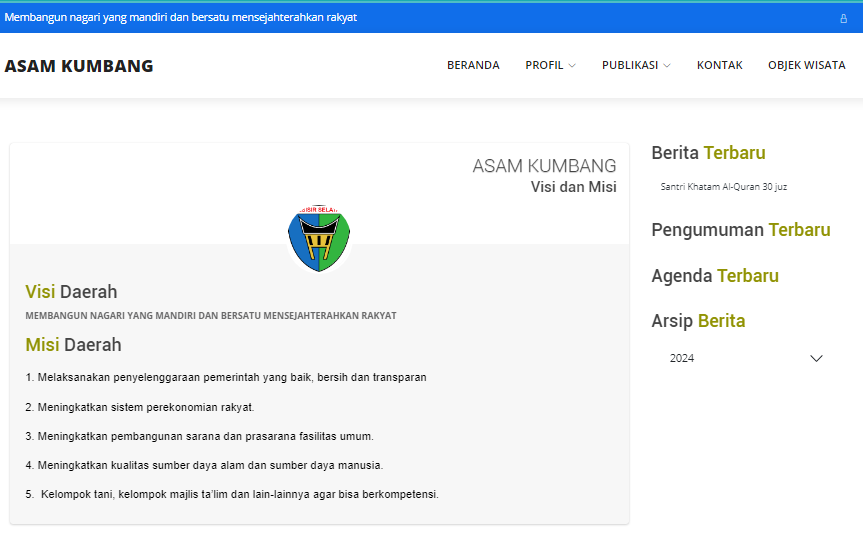 Membangun nagari yang mandiri dan bersatu mensejahterahkan rakyat
ASAM KUMBANG
BERANDA
PROFIL
PUBLIKASI
KONTAK
OBJEK WISATA
ASAM KUMBANG
Visi dan Misi
Visi Daerah
MEMBANGUN NAGARI YANG MANDIRI DAN BERSATU MENSEJAHTERAHKAN RAKYAT
Misi Daerah
1. Melaksanakan penyelenggaraan pemerintah yang baik, bersih dan transparan
2. Meningkatkan sistem perekonomian rakyat.
3. Meningkatkan pembangunan sarana dan prasarana fasilitas umum.
4. Meningkatkan kualitas sumber daya alam dan sumber daya manusia.
5. Kelompok tani, kelompok majlis ta'lim dan lain-lainnya agar bisa berkompetensi.
Berita Terbaru
Santri Khatam Al-Quran 30 juz
Pengumuman Terbaru
Agenda Terbaru
Arsip Berita
2024